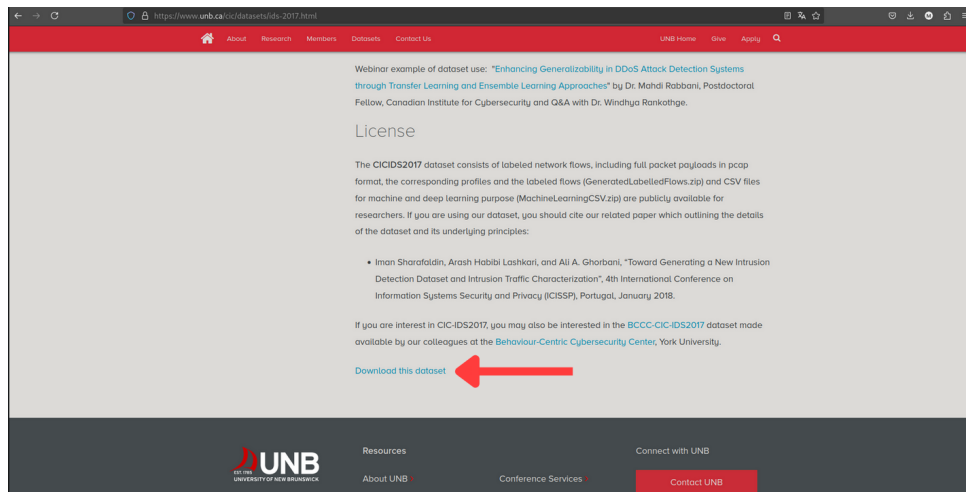 https://www.unb.ca/cic/datasets/ids-2017.html
About Research Members Datasets Contact Us UNB Home Give Apply
Webinar example of dataset use: "Enhancing Generalizability in DDoS Attack Detection Systems
through Transfer Learning and Ensemble Learning Approaches" by Dr. Mahdi Rabbani, Postdoctoral
Fellow, Canadian Institute for Cybersecurity and Q&A with Dr. Windhya Rankothge.
License
The CICIDS2017 dataset consists of labeled network flows, including full packet payloads in pcap
format, the corresponding profiles and the labeled flows (GeneratedLabelledFlows.zip) and CSV files
for machine and deep learning purpose (MachineLearningCSV.zip) are publicly available for
researchers. If you are using our dataset, you should cite our related paper which outlining the details
of the dataset and its underlying principles:
• Iman Sharafaldin, Arash Habibi Lashkari, and Ali A. Ghorbani, "Toward Generating a New Intrusion
Detection Dataset and Intrusion Traffic Characterization", 4th International Conference on
Information Systems Security and Privacy (ICISSP), Portugal, January 2018.
If you are interest in CIC-IDS2017, you may also be interested in the BCCC-CIC-IDS2017 dataset made
available by our colleagues at the Behaviour-Centric Cybersecurity Center, York University.
Download this dataset
UNB
EST. 1785
UNIVERSITY OF NEW BRUNSWICK
Resources
Connect with UNB
About UNB
Conference Services
Contact UNB